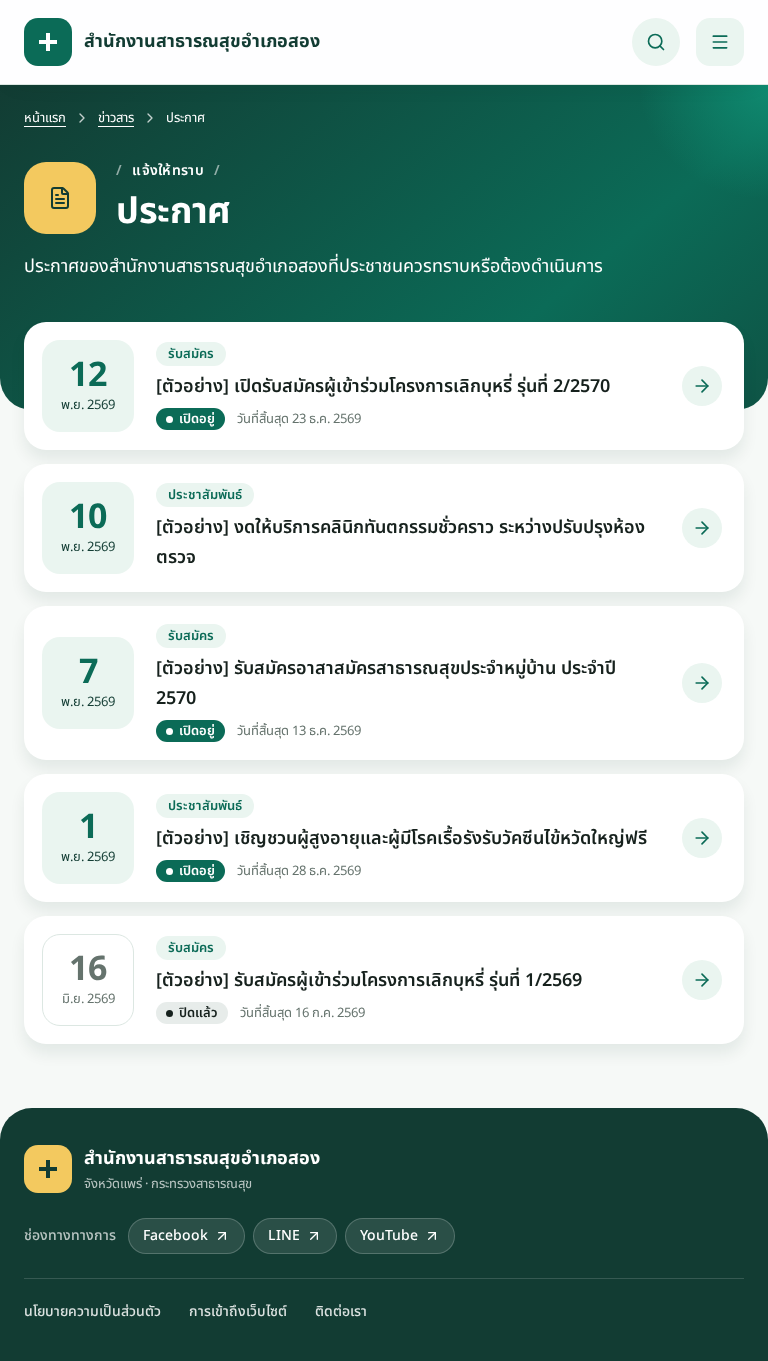 สำนักงานสาธารณสุขอำเภอสอง
หน้าแรก > ข่าวสาร > ประกาศ
/ แจ้งให้ทราบ /
ประกาศ
ประกาศของสำนักงานสาธารณสุขอำเภอสองที่ประชาชนควรทราบหรือต้องดำเนินการ
12
พ.ย. 2569
รับสมัคร
[ตัวอย่าง] เปิดรับสมัครผู้เข้าร่วมโครงการเลิกบุหรี่ รุ่นที่ 2/2570
เปิดอยู่ วันที่สิ้นสุด 23 ธ.ค. 2569
10
พ.ย. 2569
ประชาสัมพันธ์
[ตัวอย่าง] งดให้บริการคลินิกทันตกรรมชั่วคราว ระหว่างปรับปรุงห้อง
ตรวจ
7
พ.ย. 2569
รับสมัคร
[ตัวอย่าง] รับสมัครอาสาสมัครสาธารณสุขประจำหมู่บ้าน ประจำปี
2570
เปิดอยู่ วันที่สิ้นสุด 13 ธ.ค. 2569
1
พ.ย. 2569
ประชาสัมพันธ์
[ตัวอย่าง] เชิญชวนผู้สูงอายุและผู้มีโรคเรื้อรังรับวัคซีนไข้หวัดใหญ่ฟรี
เปิดอยู่ วันที่สิ้นสุด 28 ธ.ค. 2569
16
มิ.ย. 2569
รับสมัคร
[ตัวอย่าง] รับสมัครผู้เข้าร่วมโครงการเลิกบุหรี่ รุ่นที่ 1/2569
ปิดแล้ว วันที่สิ้นสุด 16 ก.ค. 2569
สำนักงานสาธารณสุขอำเภอสอง
จังหวัดแพร่ · กระทรวงสาธารณสุข
ช่องทางทางการ Facebook LINE YouTube
นโยบายความเป็นส่วนตัว การเข้าถึงเว็บไซต์ ติดต่อเรา